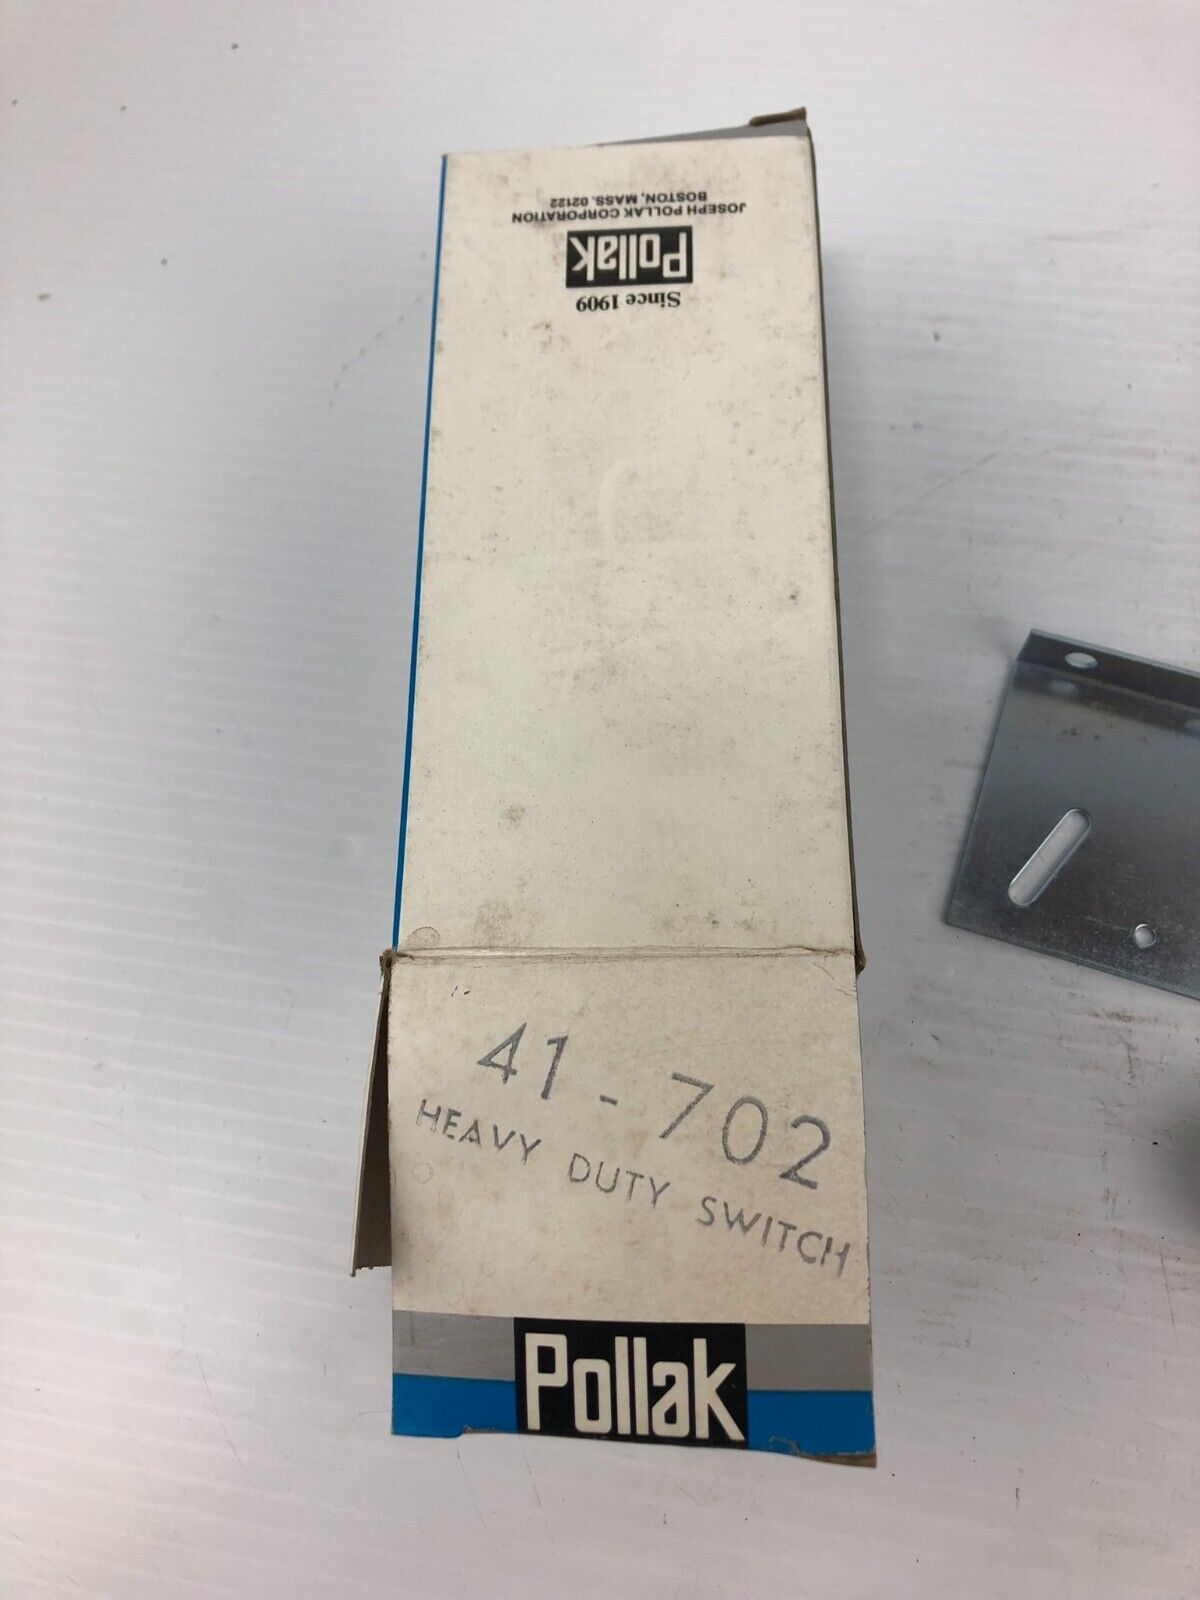 Since 1909
Pollak
JOSEPH POLLAK CORPORATION
BOSTON, MASS. 02122
41-702
HEAVY DUTY SWITCH
Pollak